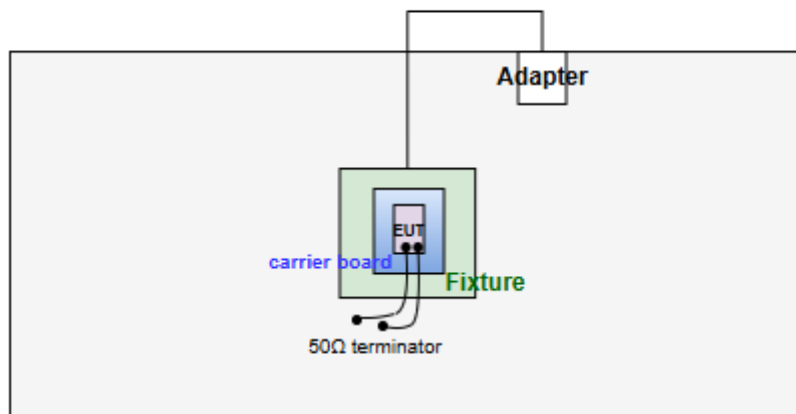 Adapter
EUT
carrier board
Fixture
50Ω terminator